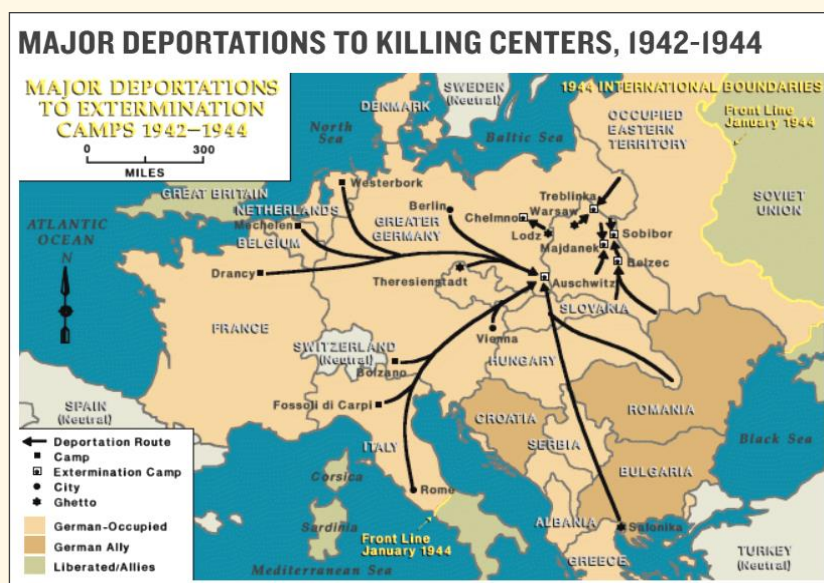 MAJOR DEPORTATIONS TO KILLING CENTERS, 1942-1944
MAJOR DEPORTATIONS
TO EXTERMINATION
CAMPS 1942–1944
0 300
MILES
SWEDEN
(Neutral)
1944 INTERNATIONAL BOUNDARIES
DENMARK
Front Line
January 1944
North
Sea
Baltic Sea
OCCUPIED
EASTERN
TERRITORY
GREAT BRITAIN
Westerbork
Berlin
Treblinka
SOVIET
UNION
NETHERLANDS
Chelmno
Warsaw
ATLANTIC
OCEAN
Mechelen
GREATER
GERMANY
Lodz
Sobibor
BELGIUM
Majdanek
Belzec
N
Drancy
Theresienstadt
Auschwitz
SLOVAKIA
FRANCE
SWITZERLAND
(Neutral)
Vienna
HUNGARY
Bolzano
SPAIN
(Neutral)
Fossoli di Carpi
CROATIA
ROMANIA
Deportation Route
Camp
Extermination Camp
City
Ghetto
ITALY
SERBIA
Black Sea
Corsica
BULGARIA
Rome
German-Occupied
German Ally
Liberated/Allies
Sardinia
Front Line
January 1944
ALBANIA
Salonika
Mediterranean Sea
GREECE
TURKEY
(Neutral)